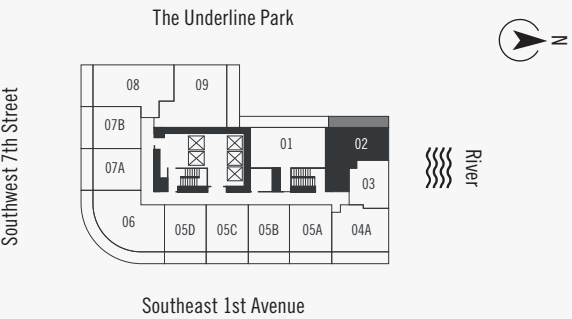 The Underline Park
N
Southwest 7th Street
08
09
07B
01
02
07A
03
06
05D
05C
05B
05A
04A
River
Southeast 1st Avenue